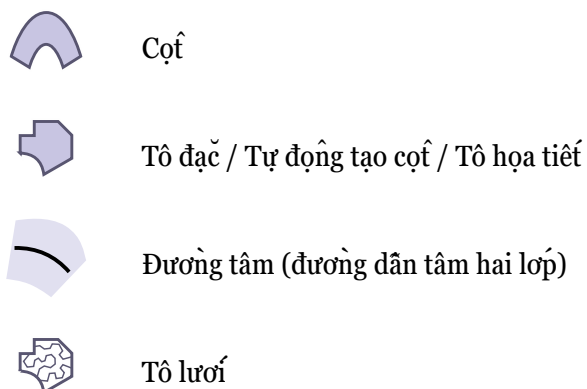 Cột
Tô đặc / Tự động tạo cột / Tô họa tiết
Đường tâm (đường dẫn tâm hai lớp)
Tô lưới